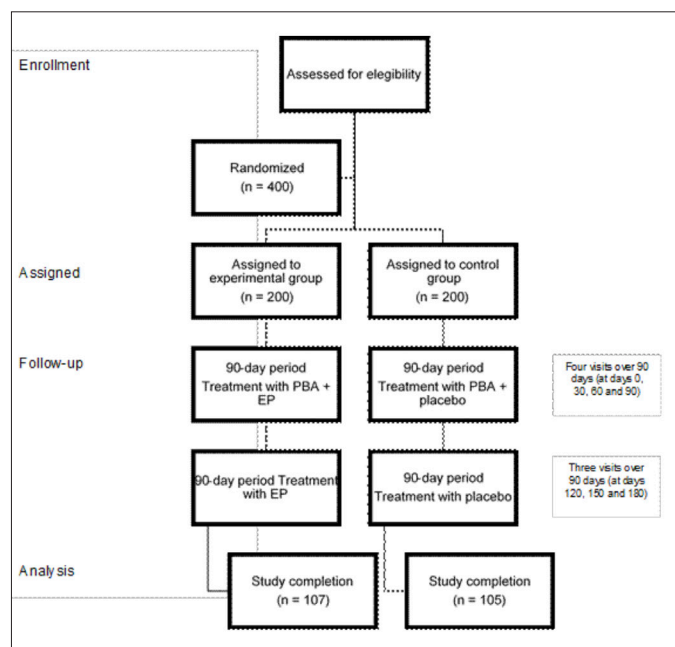 Enrollment
Assessed for elegibility
Randomized
(n = 400)
Assigned
Assigned to
experimental group
(n = 200)
Assigned to control
group
(n = 200)
Follow-up
90-day period
Treatment with PBA +
EP
90-day period
Treatment with PBA +
placebo
Four visits over 90
days (at days 0,
30, 60 and 90)
90-day period Treatment
with EP
90-day period
Treatment with placebo
Three visits over
90 days (at days
120, 150 and 180)
Analysis
Study completion
(n = 107)
Study completion
(n = 105)